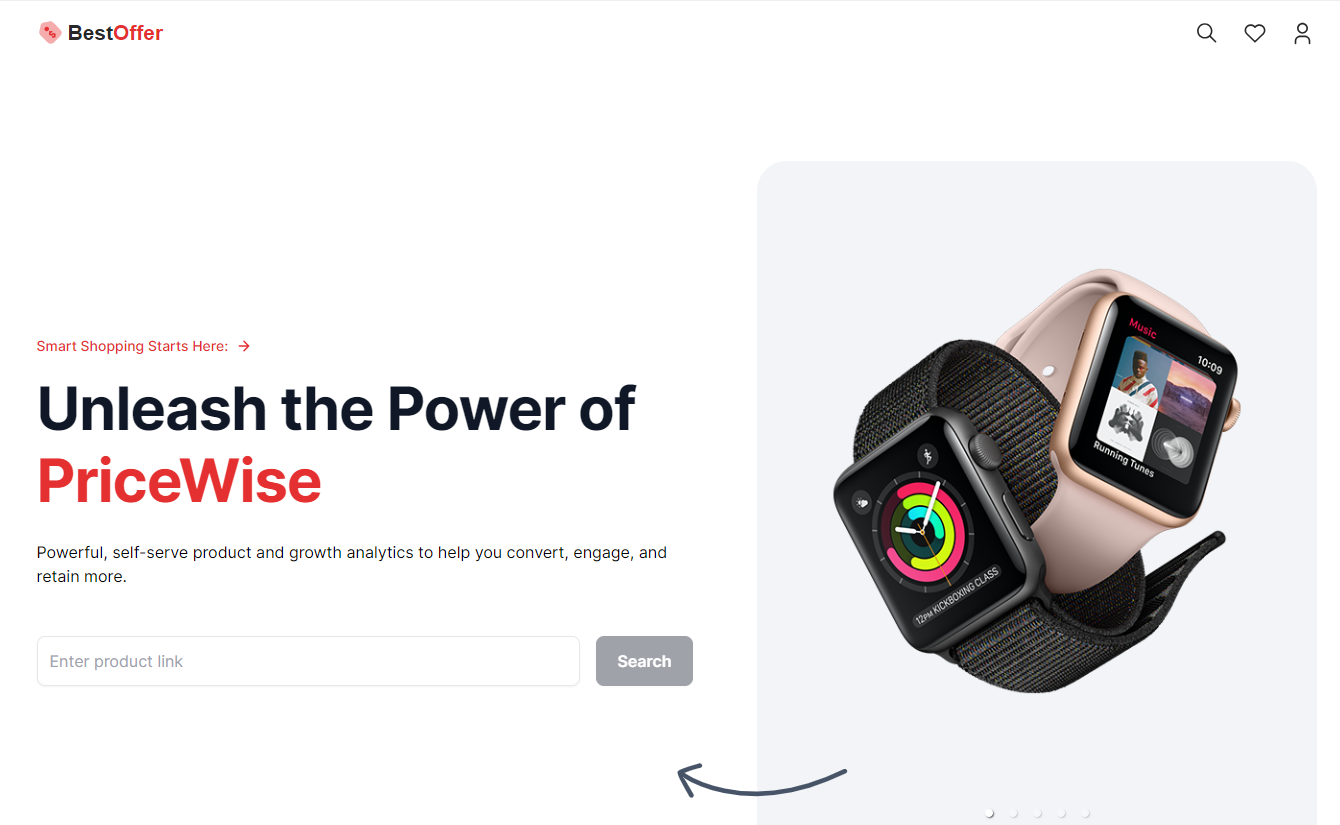 BestOffer
Smart Shopping Starts Here:
Unleash the Power of
PriceWise
Powerful, self-serve product and growth analytics to help you convert, engage, and
retain more.
Enter product link
Search
Music
10:09
Running Tunes
12PM KICKBOXING CLASS